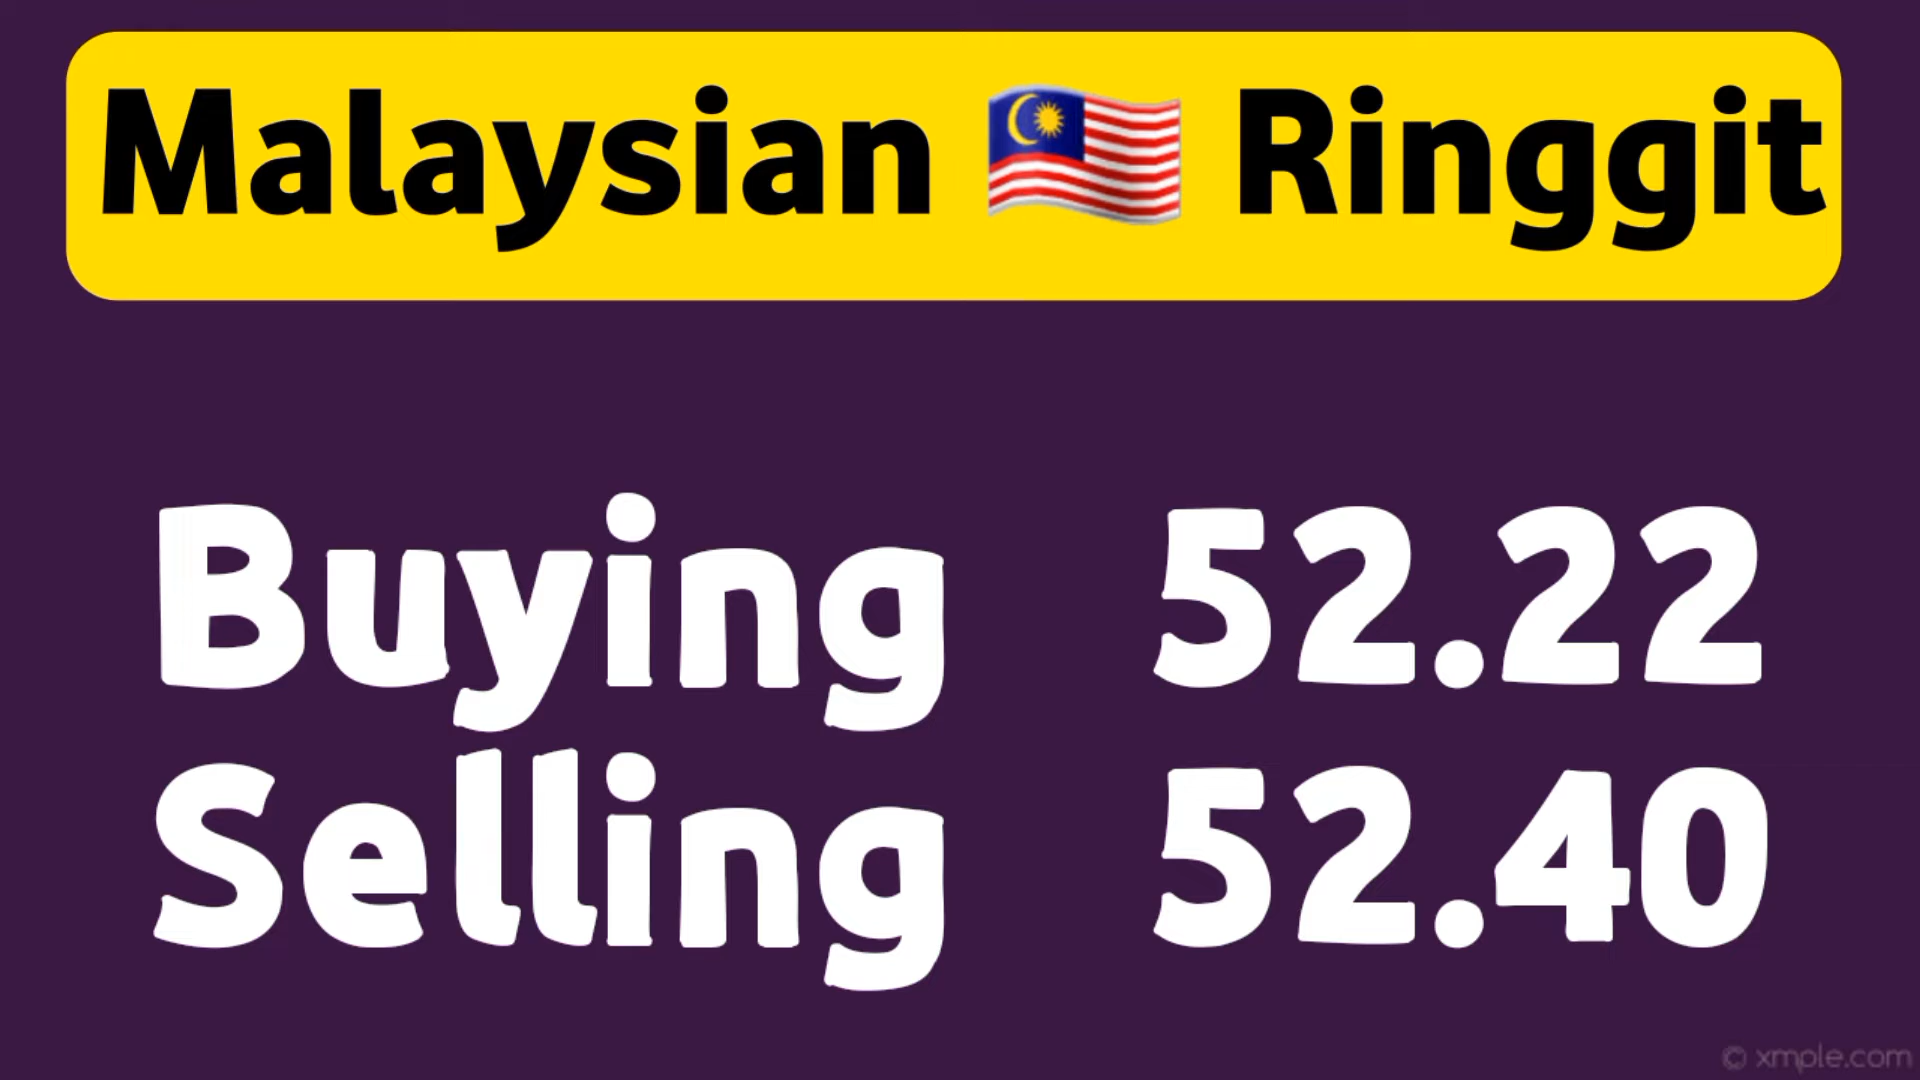 Malaysian 🇲🇾 Ringgit
Buying 52.22
Selling 52.40
© xmple.com